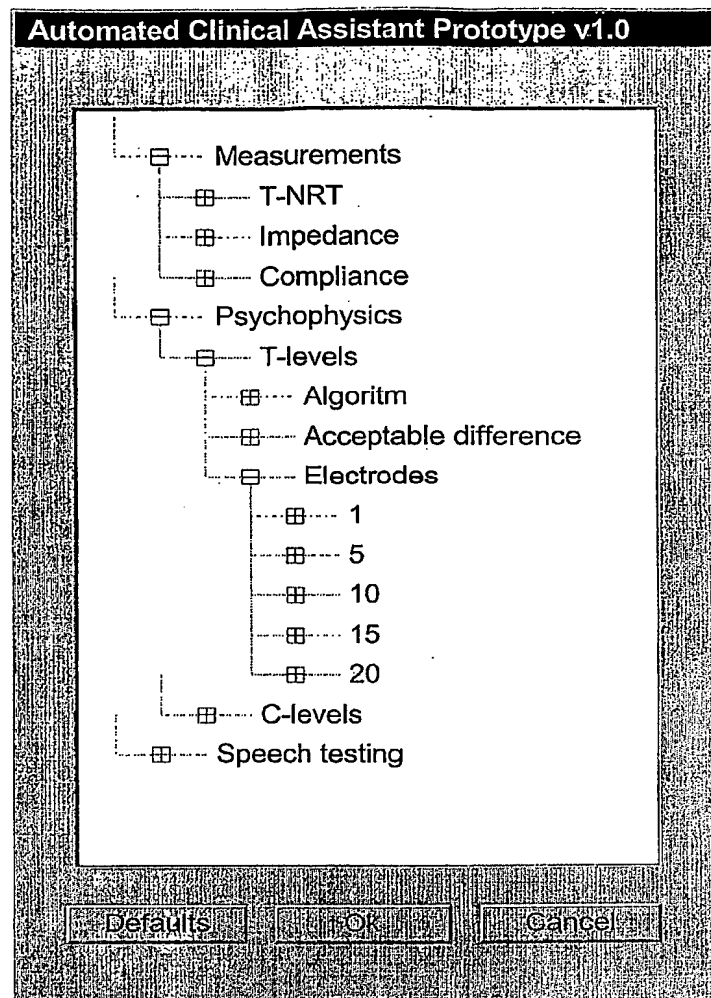 Automated Clinical Assistant Prototype v1.0
Measurements
T-NRT
Impedance
Compliance
Psychophysics
T-levels
Algoritm
Acceptable difference
Electrodes
1
5
10
15
20
C-levels
Speech testing
Defaults OK Cancel